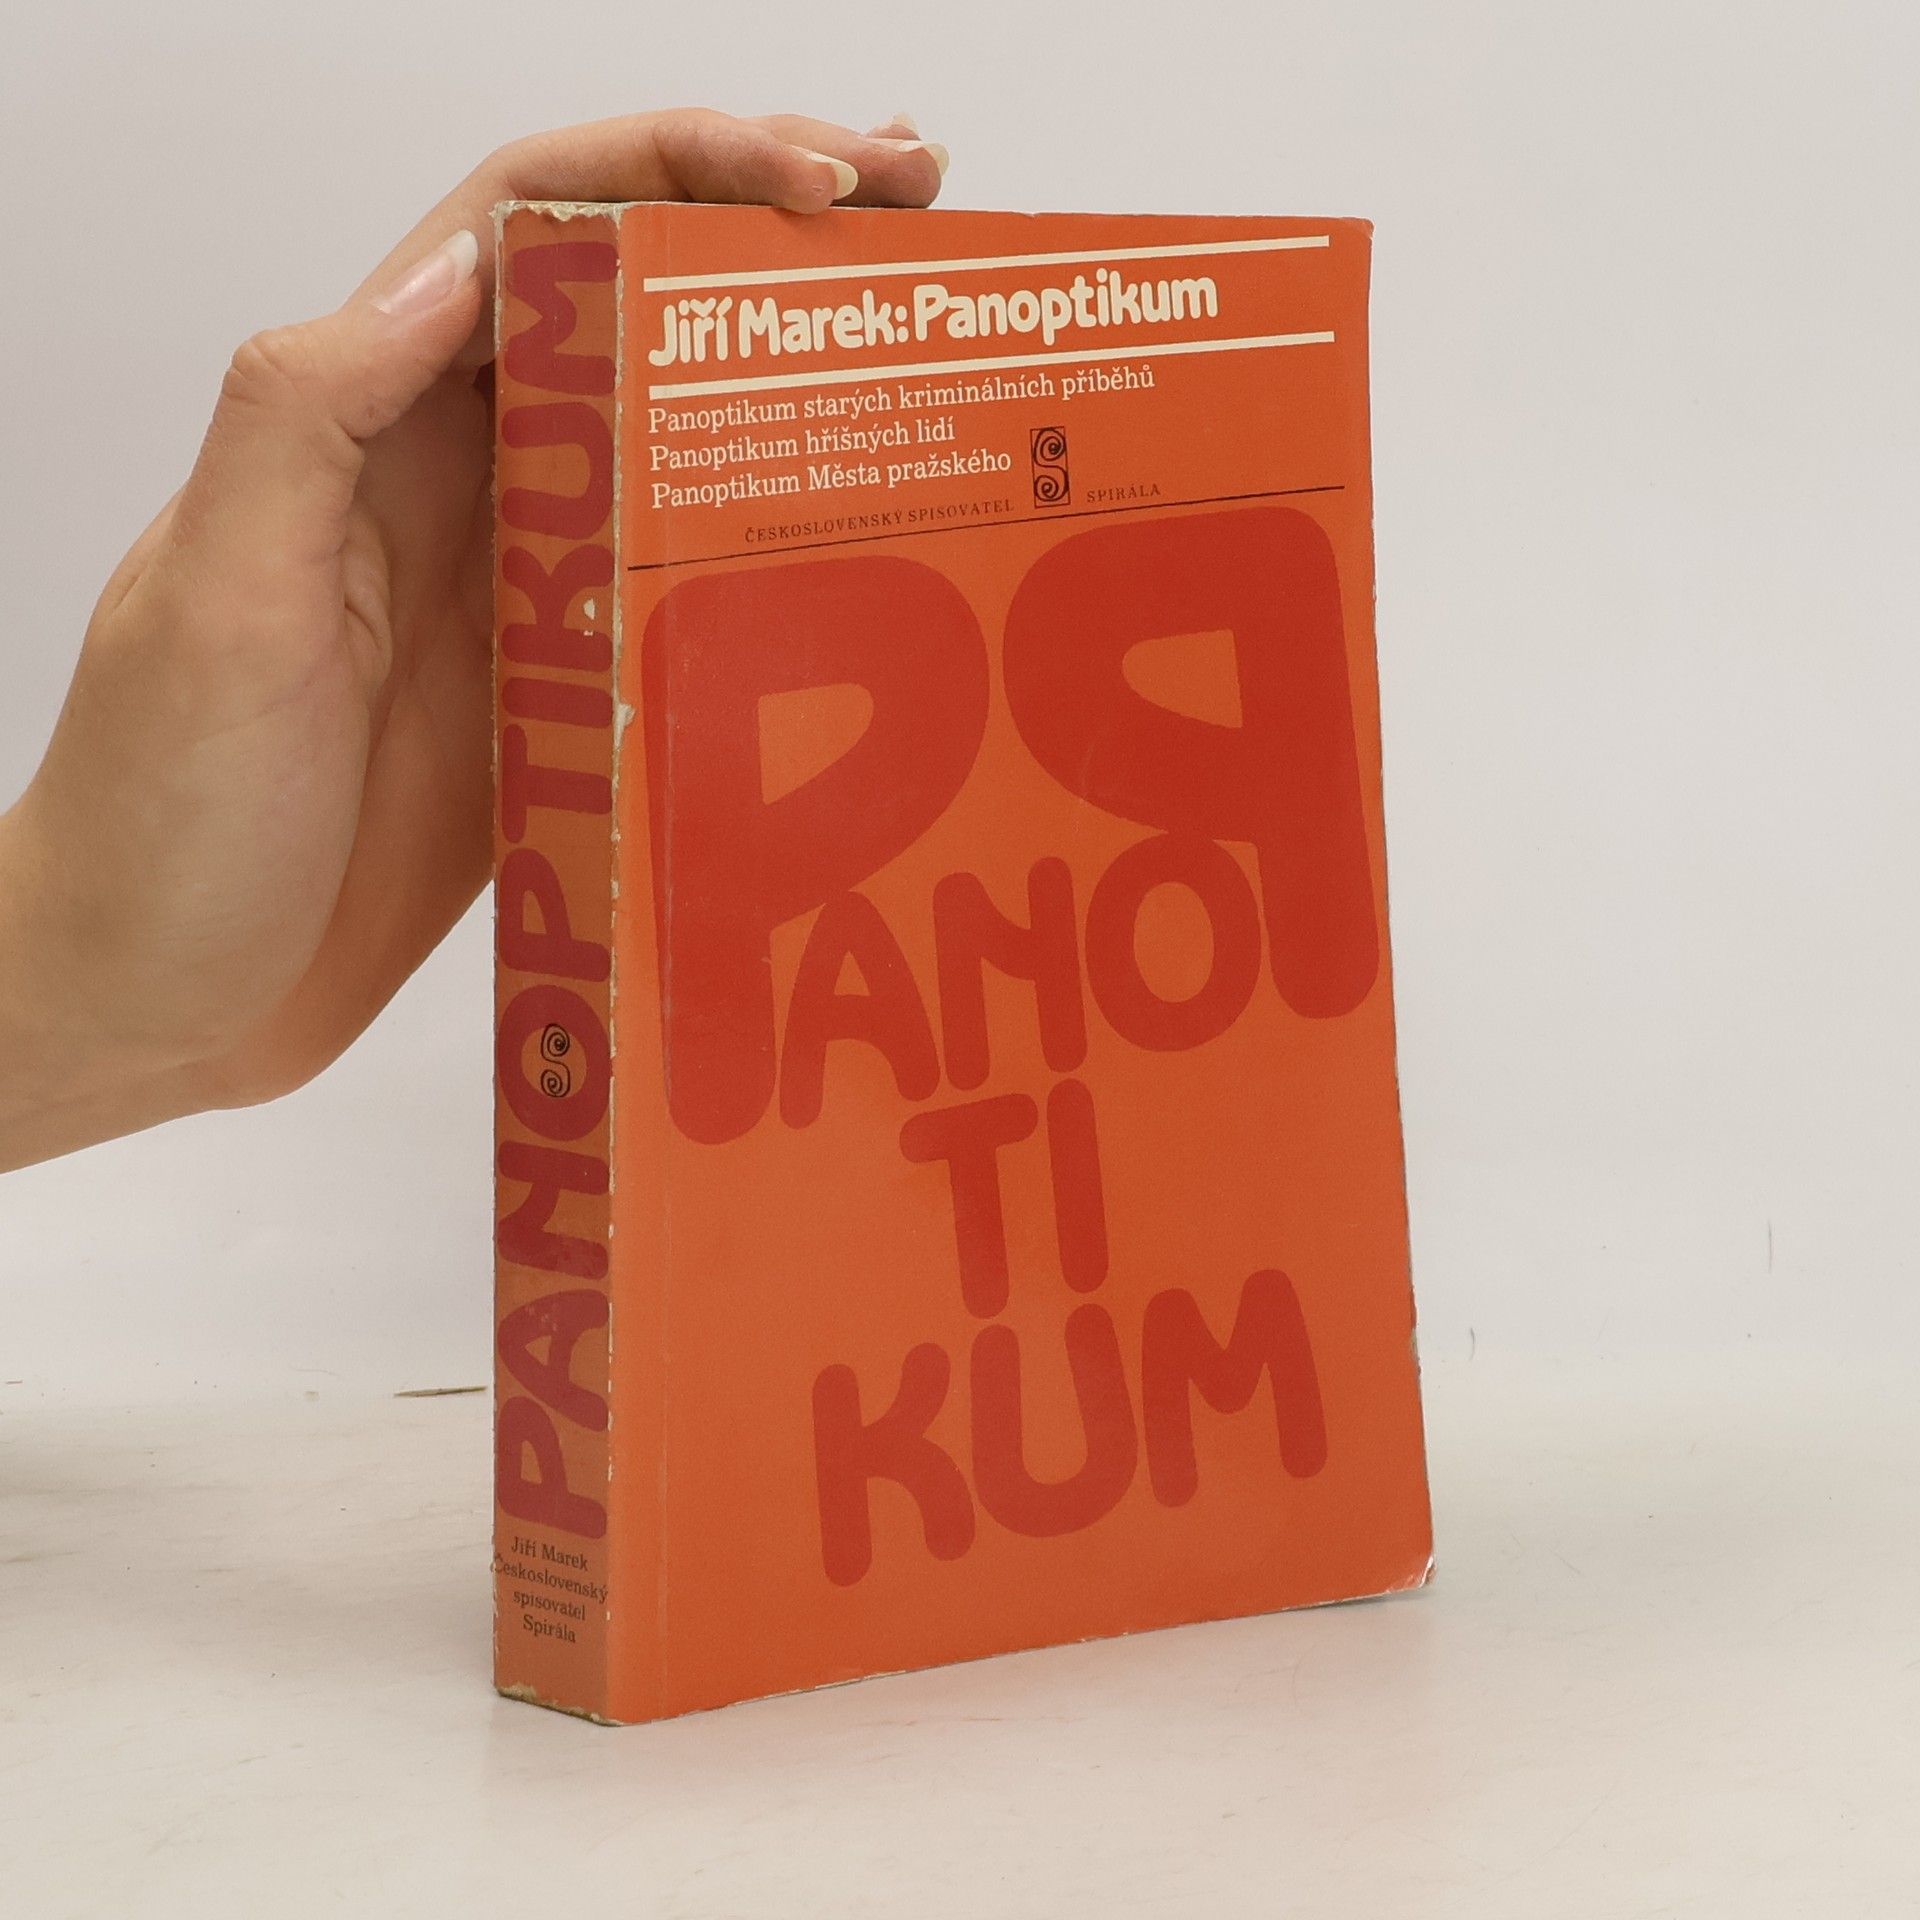 PANOPTIKUM
Jiří Marek
Československý
spisovatel
Spirála
Jiří Marek: Panoptikum
Panoptikum starých kriminálních příběhů
Panoptikum hříšných lidí
Panoptikum Města pražského
ČESKOSLOVENSKÝ SPISOVATEL S SPIRÁLA
PANOP
TI
KUM